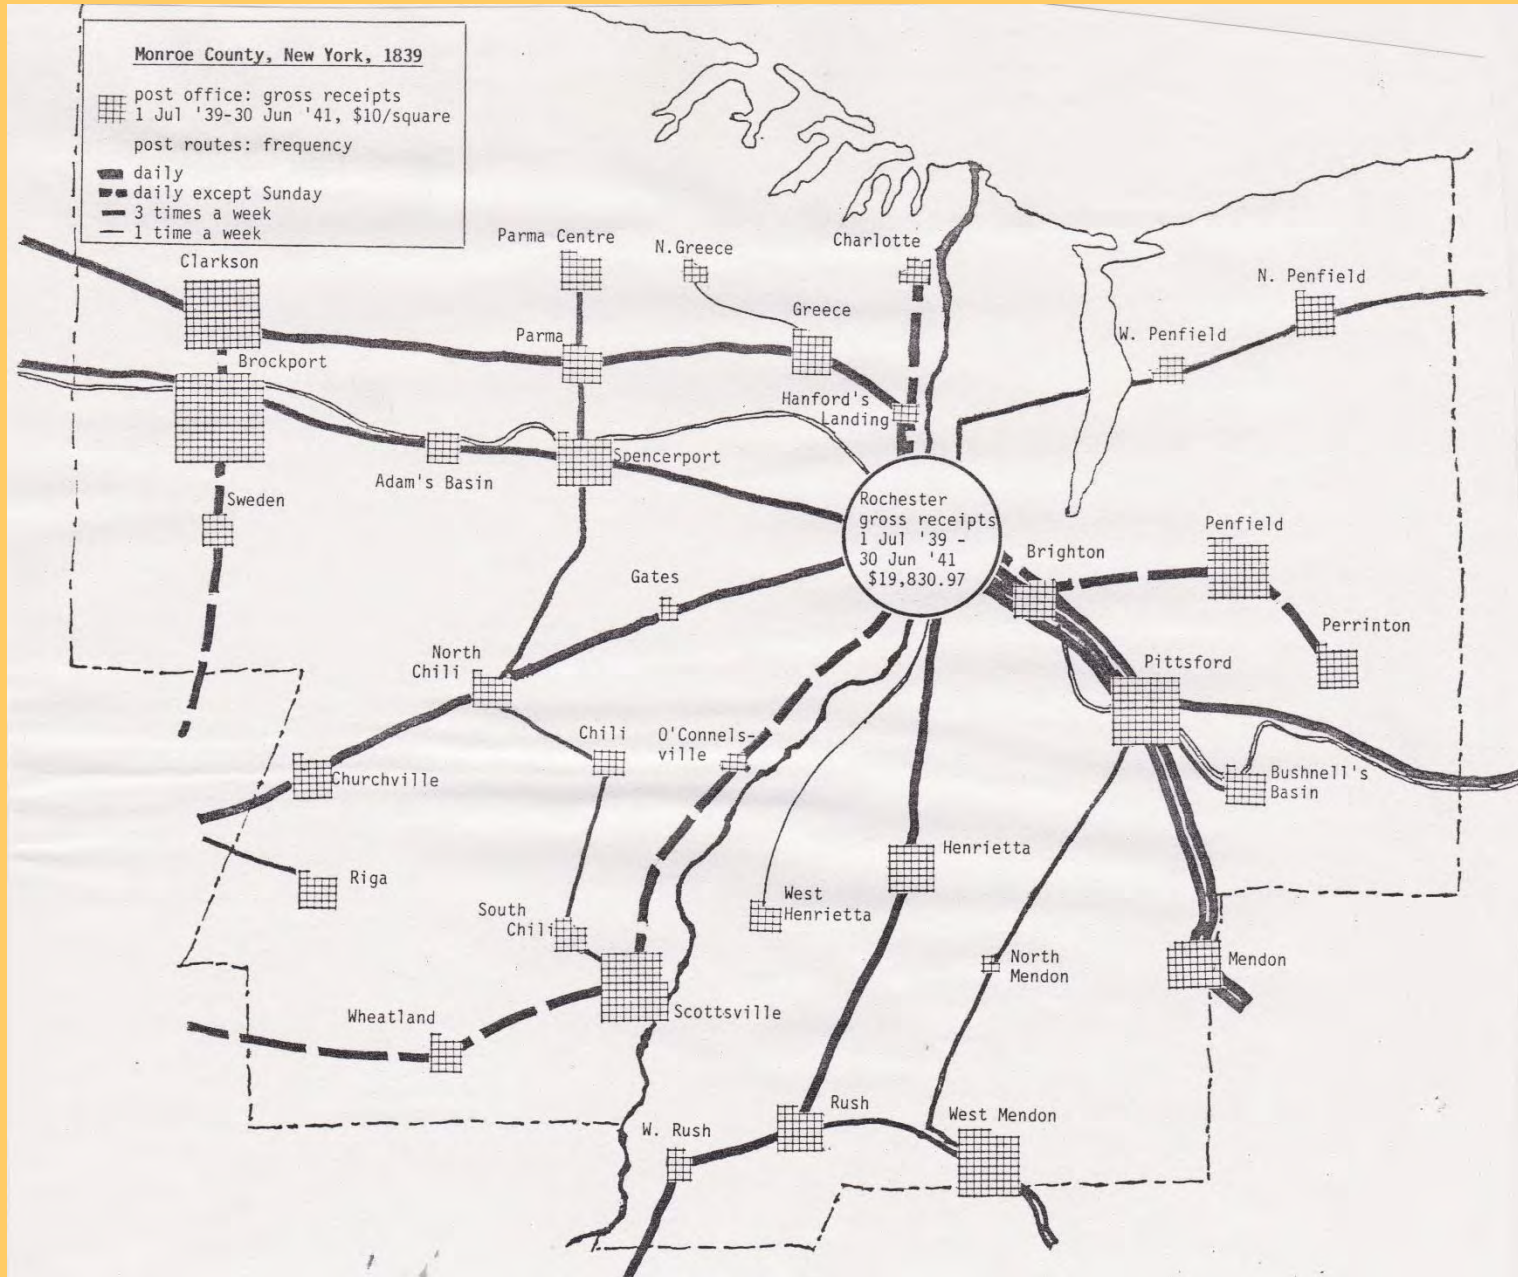 Monroe County, New York, 1839
post office: gross receipts
1 Jul '39-30 Jun '41, $10/square
post routes: frequency
daily
daily except Sunday
3 times a week
1 time a week
Parma Centre
N.Greece
Charlotte
Clarkson
N. Penfield
Greece
Parma
W. Penfield
Brockport
Hanford's
Landing
Spencerport
Adam's Basin
Sweden
Rochester
gross receipts
1 Jul '39 -
30 Jun '41
$19,830.97
Penfield
Brighton
Gates
Perrinton
North
Chili
Pittsford
Chili
O'Connels-
ville
Churchville
Bushnell's
Basin
Henrietta
Riga
West
Henrietta
South
Chili
North
Mendon
Mendon
Wheatland
Scottsville
Rush
West Mendon
W. Rush